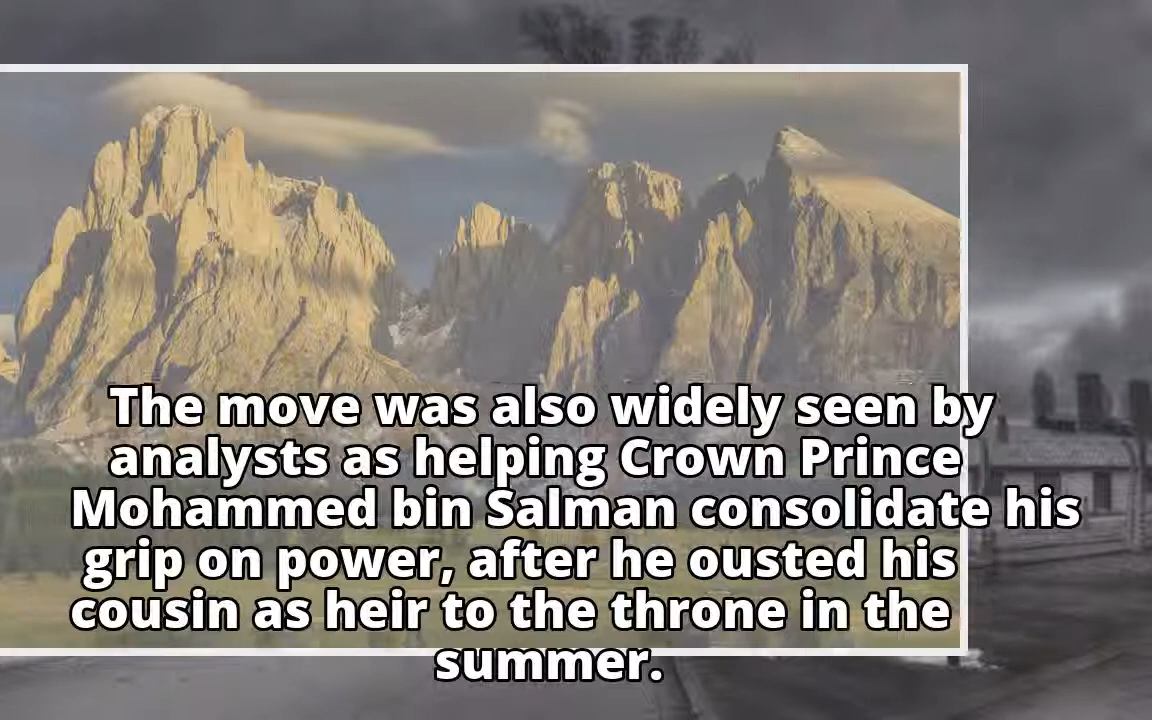 The move was also widely seen by
analysts as helping Crown Prince
Mohammed bin Salman consolidate his
grip on power, after he ousted his
cousin as heir to the throne in the
summer.